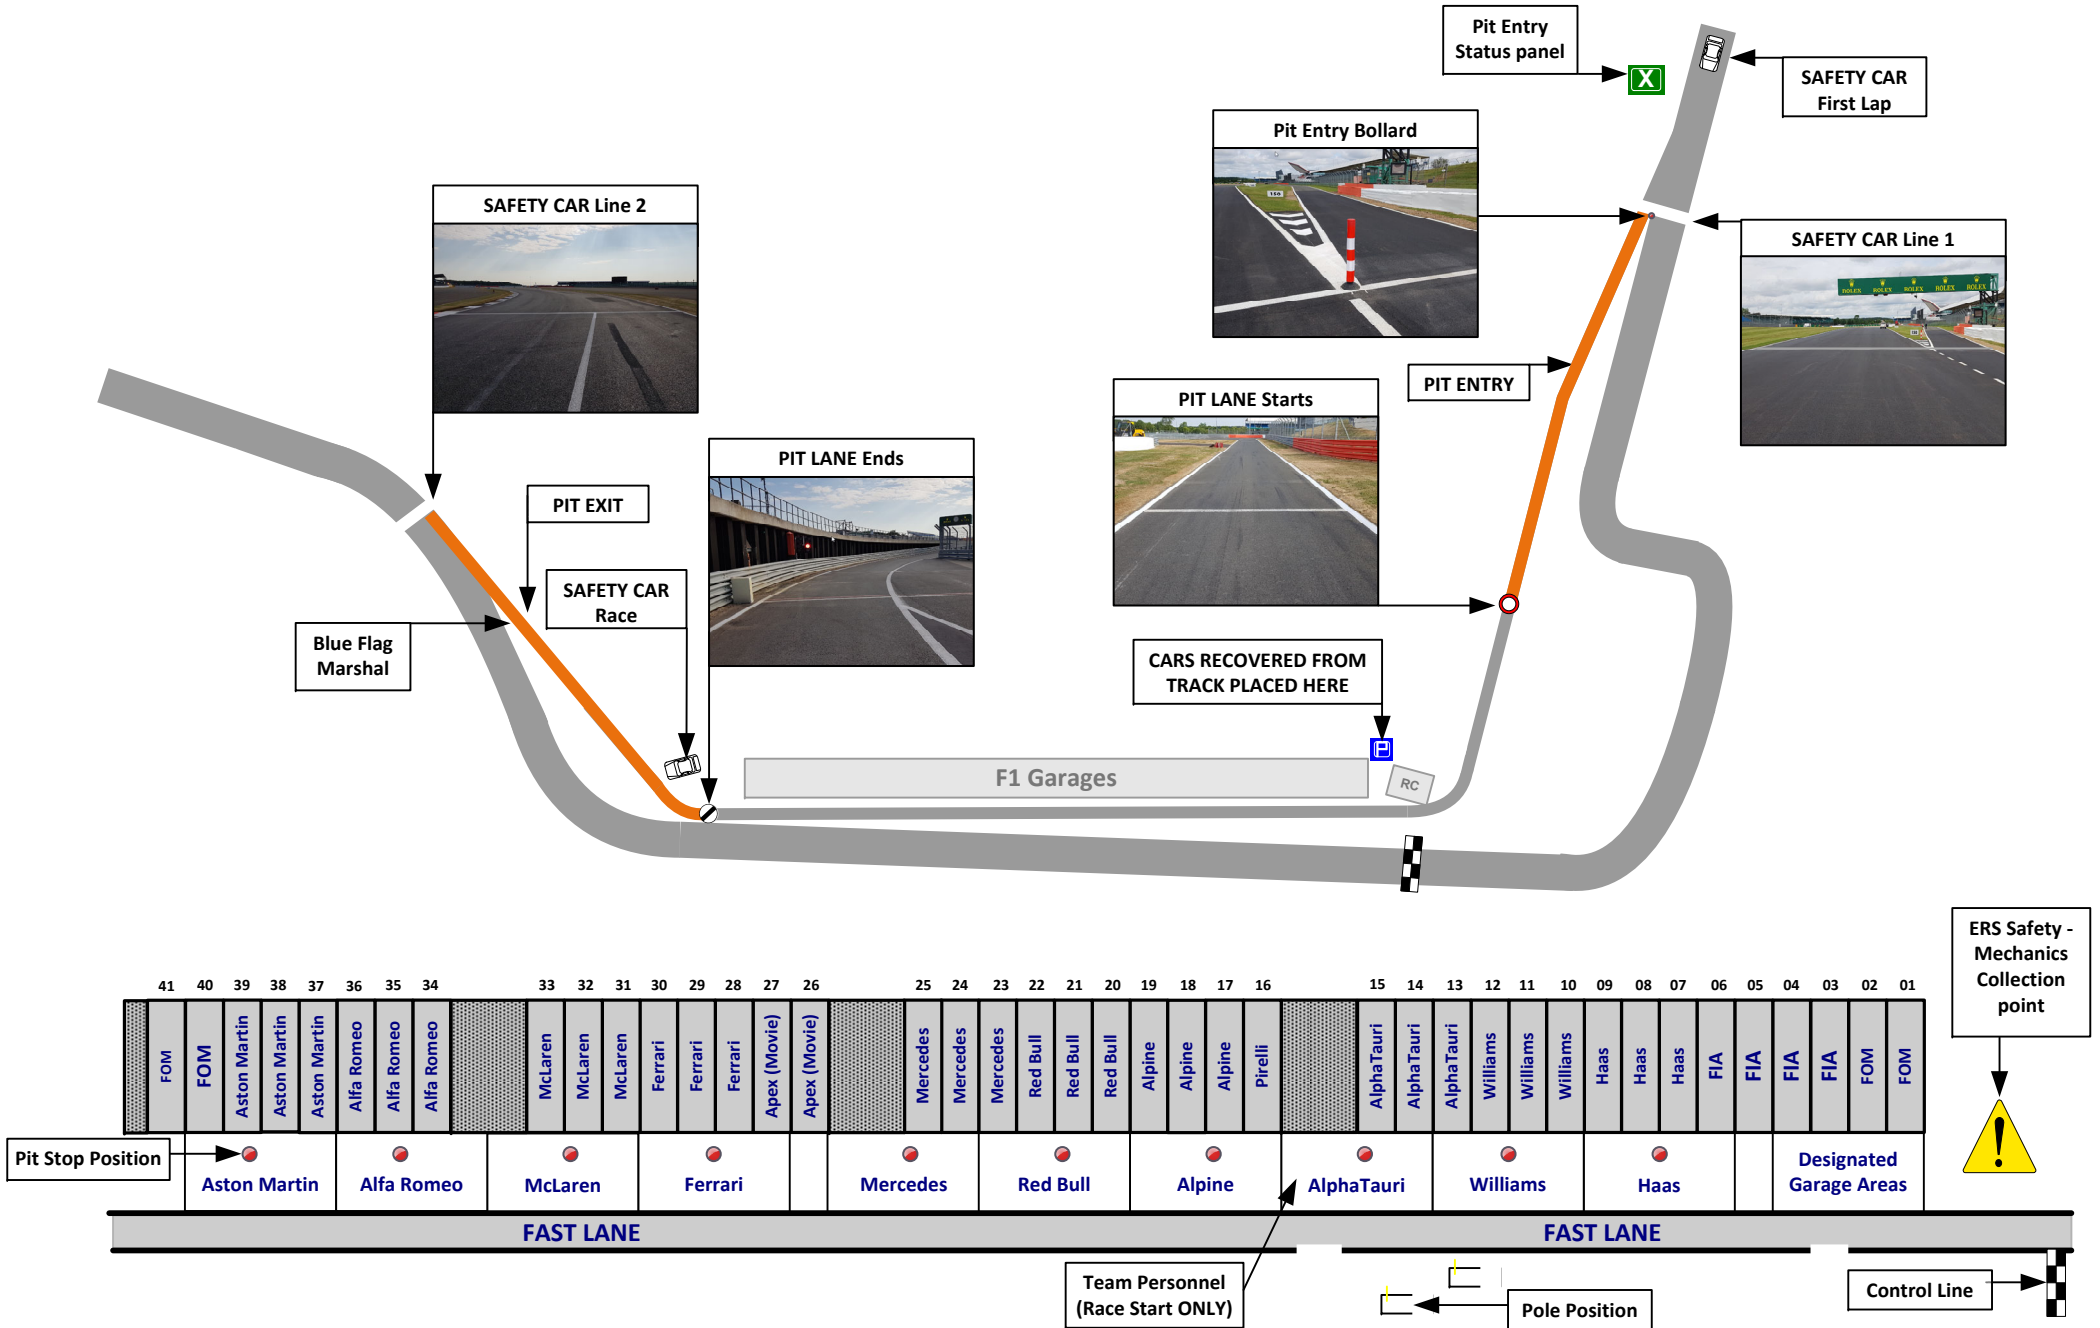 Pit Entry
Status panel
X
SAFETY CAR
First Lap
Pit Entry Bollard
150
SAFETY CAR Line 2
SAFETY CAR Line 1
ROLEX ROLEX ROLEX ROLEX ROLEX
PIT ENTRY
PIT LANE Starts
PIT LANE Ends
PIT EXIT
SAFETY CAR
Race
Blue Flag
Marshal
CARS RECOVERED FROM
TRACK PLACED HERE
P
F1 Garages
RC
ERS Safety -
Mechanics
Collection
point
41 40 39 38 37 36 35 34 33 32 31 30 29 28 27 26 25 24 23 22 21 20 19 18 17 16 15 14 13 12 11 10 09 08 07 06 05 04 03 02 01
FOM
FOM
Aston Martin
Aston Martin
Aston Martin
Alfa Romeo
Alfa Romeo
Alfa Romeo
McLaren
McLaren
McLaren
Ferrari
Ferrari
Ferrari
Apex (Movie)
Apex (Movie)
Mercedes
Mercedes
Mercedes
Red Bull
Red Bull
Red Bull
Alpine
Alpine
Alpine
Pirelli
AlphaTauri
AlphaTauri
AlphaTauri
Williams
Williams
Williams
Haas
Haas
Haas
FIA
FIA
FIA
FIA
FOM
FOM
Pit Stop Position
Aston Martin
Alfa Romeo
McLaren
Ferrari
Mercedes
Red Bull
Alpine
AlphaTauri
Williams
Haas
Designated
Garage Areas
!
FAST LANE
FAST LANE
Team Personnel
(Race Start ONLY)
Pole Position
Control Line